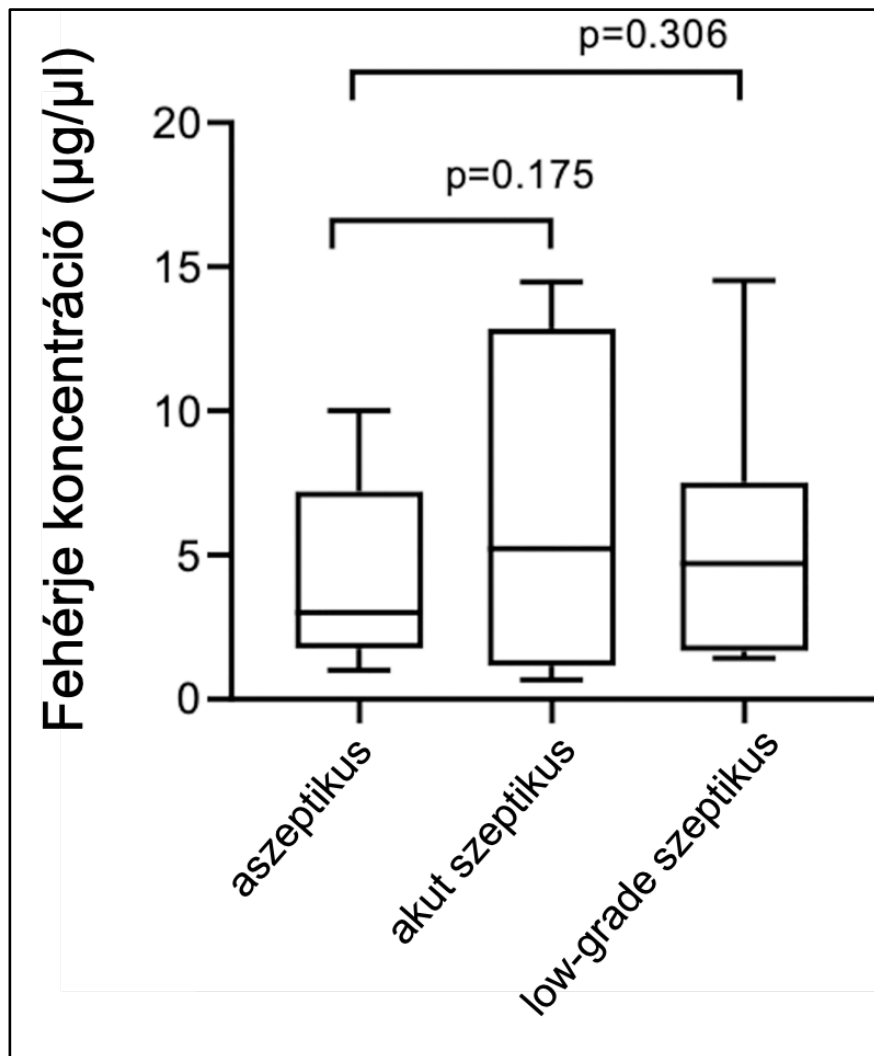 p=0.306
Fehérje koncentráció (µg/µl)
20
p=0.175
15
10
5
0
aszeptikus
akut szeptikus
low-grade szeptikus